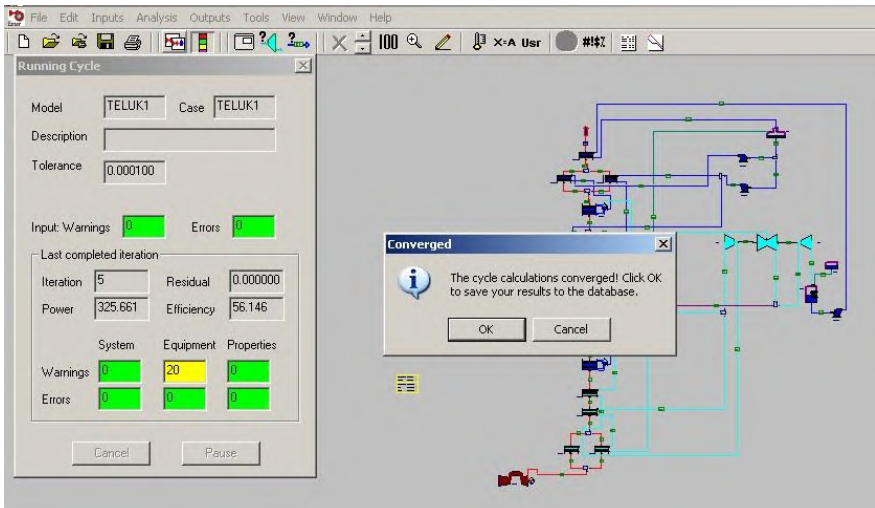 File Edit Inputs Analysis Outputs Tools View Window Help
100 X=A Usr #!$%
Running Cycle
Model TELUK1 Case TELUK1
Description
Tolerance 0.000100
Input: Warnings 0 Errors 0
Last completed iteration
Iteration 5 Residual 0.000000
Power 325.661 Efficiency 56.146
System Equipment Properties
Warnings 0 20 0
Errors 0 0 0
Cancel Pause
Converged
The cycle calculations converged! Click OK
to save your results to the database.
OK Cancel